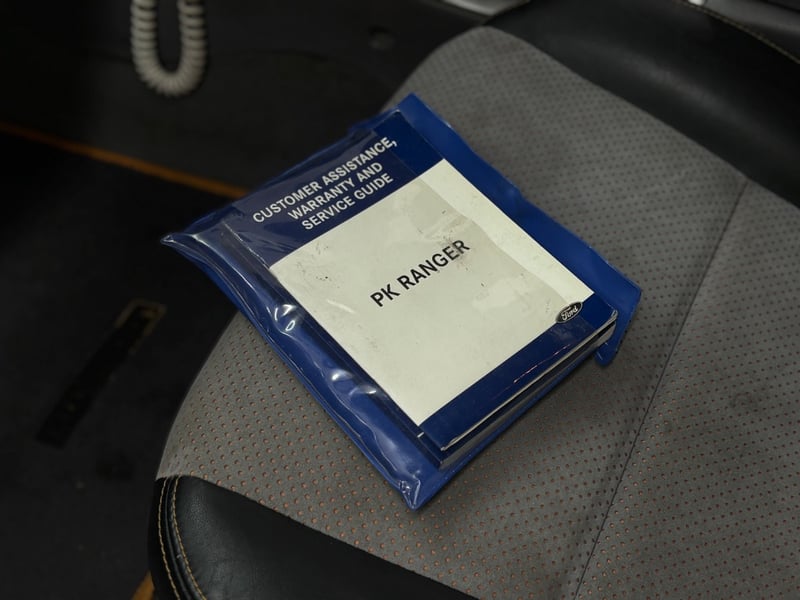 CUSTOMER ASSISTANCE,
WARRANTY AND
SERVICE GUIDE
PK RANGER
Ford